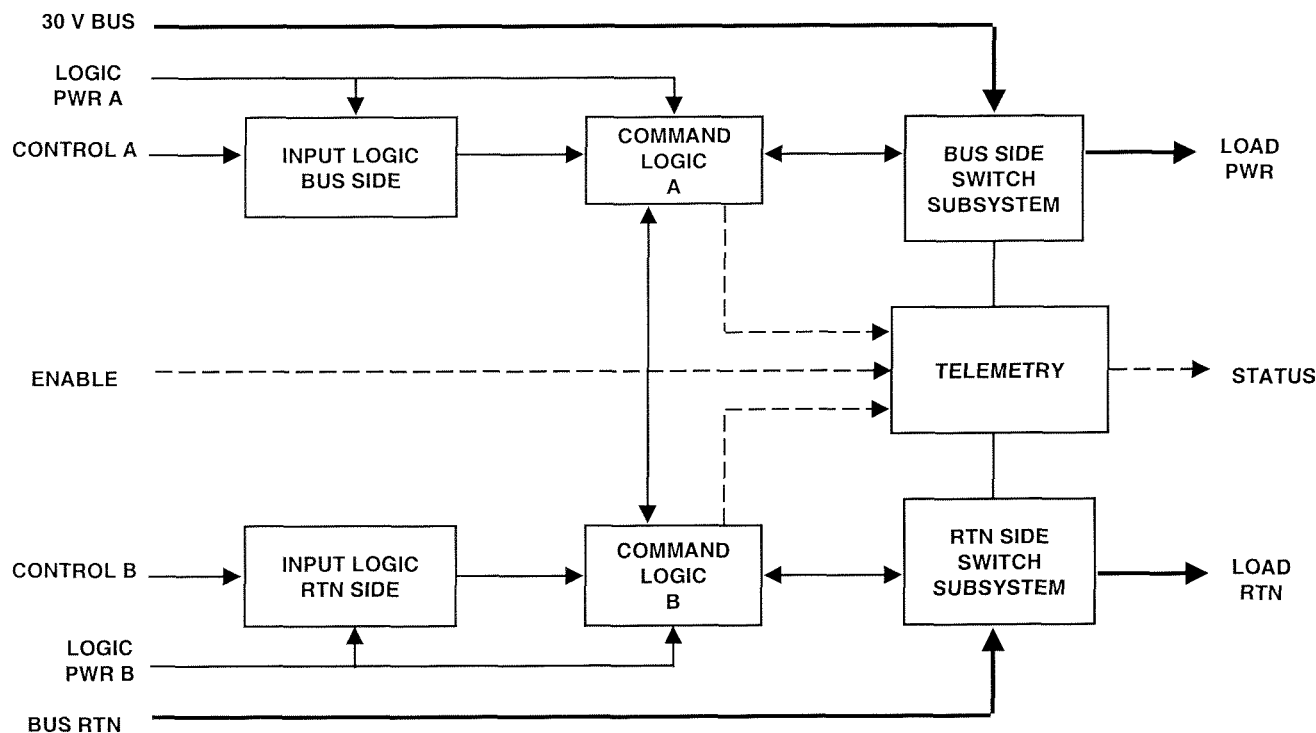 30 V BUS
LOGIC
PWR A
CONTROL A
INPUT LOGIC
BUS SIDE
COMMAND
LOGIC
A
BUS SIDE
SWITCH
SUBSYSTEM
LOAD
PWR
ENABLE
TELEMETRY
STATUS
CONTROL B
INPUT LOGIC
RTN SIDE
COMMAND
LOGIC
B
RTN SIDE
SWITCH
SUBSYSTEM
LOAD
RTN
LOGIC
PWR B
BUS RTN